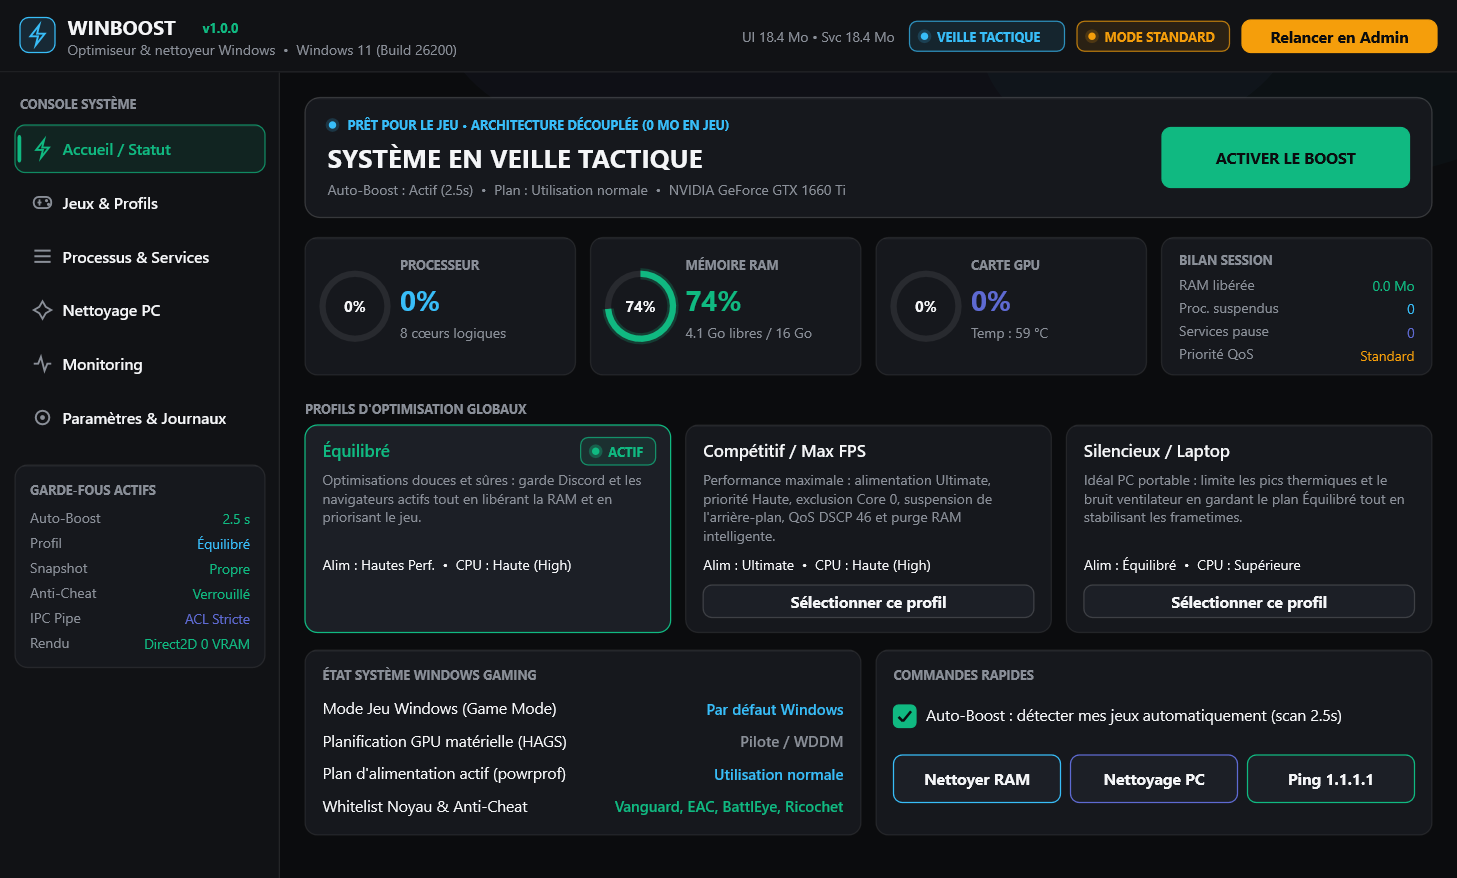 WINBOOST v1.0.0
Optimiseur & nettoyeur Windows • Windows 11 (Build 26200)
UI 18.4 Mo • Svc 18.4 Mo
VEILLE TACTIQUE
MODE STANDARD
Relancer en Admin
CONSOLE SYSTÈME
Accueil / Statut
Jeux & Profils
Processus & Services
Nettoyage PC
Monitoring
Paramètres & Journaux
GARDE-FOUS ACTIFS
Auto-Boost 2.5 s
Profil Équilibré
Snapshot Propre
Anti-Cheat Verrouillé
IPC Pipe ACL Stricte
Rendu Direct2D 0 VRAM
PRÊT POUR LE JEU • ARCHITECTURE DÉCOUPLÉE (0 MO EN JEU)
SYSTÈME EN VEILLE TACTIQUE
Auto-Boost : Actif (2.5s) • Plan : Utilisation normale • NVIDIA GeForce GTX 1660 Ti
ACTIVER LE BOOST
PROCESSEUR
0%
0%
8 cœurs logiques
MÉMOIRE RAM
74%
74%
4.1 Go libres / 16 Go
CARTE GPU
0%
0%
Temp : 59 °C
BILAN SESSION
RAM libérée 0.0 Mo
Proc. suspendus 0
Services pause 0
Priorité QoS Standard
PROFILS D'OPTIMISATION GLOBAUX
Équilibré
ACTIF
Optimisations douces et sûres : garde Discord et les
navigateurs actifs tout en libérant la RAM et en
priorisant le jeu.
Alim : Hautes Perf. • CPU : Haute (High)
Compétitif / Max FPS
Performance maximale : alimentation Ultimate,
priorité Haute, exclusion Core 0, suspension de
l'arrière-plan, QoS DSCP 46 et purge RAM
intelligente.
Alim : Ultimate • CPU : Haute (High)
Sélectionner ce profil
Silencieux / Laptop
Idéal PC portable : limite les pics thermiques et le
bruit ventilateur en gardant le plan Équilibré tout en
stabilisant les frametimes.
Alim : Équilibré • CPU : Supérieure
Sélectionner ce profil
ÉTAT SYSTÈME WINDOWS GAMING
Mode Jeu Windows (Game Mode) Par défaut Windows
Planification GPU matérielle (HAGS) Pilote / WDDM
Plan d'alimentation actif (powrprof) Utilisation normale
Whitelist Noyau & Anti-Cheat Vanguard, EAC, BattlEye, Ricochet
COMMANDES RAPIDES
Auto-Boost : détecter mes jeux automatiquement (scan 2.5s)
Nettoyer RAM
Nettoyage PC
Ping 1.1.1.1